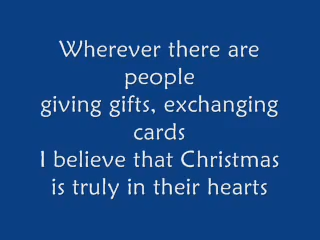 Wherever there are
people
giving gifts, exchanging
cards
I believe that Christmas
is truly in their hearts